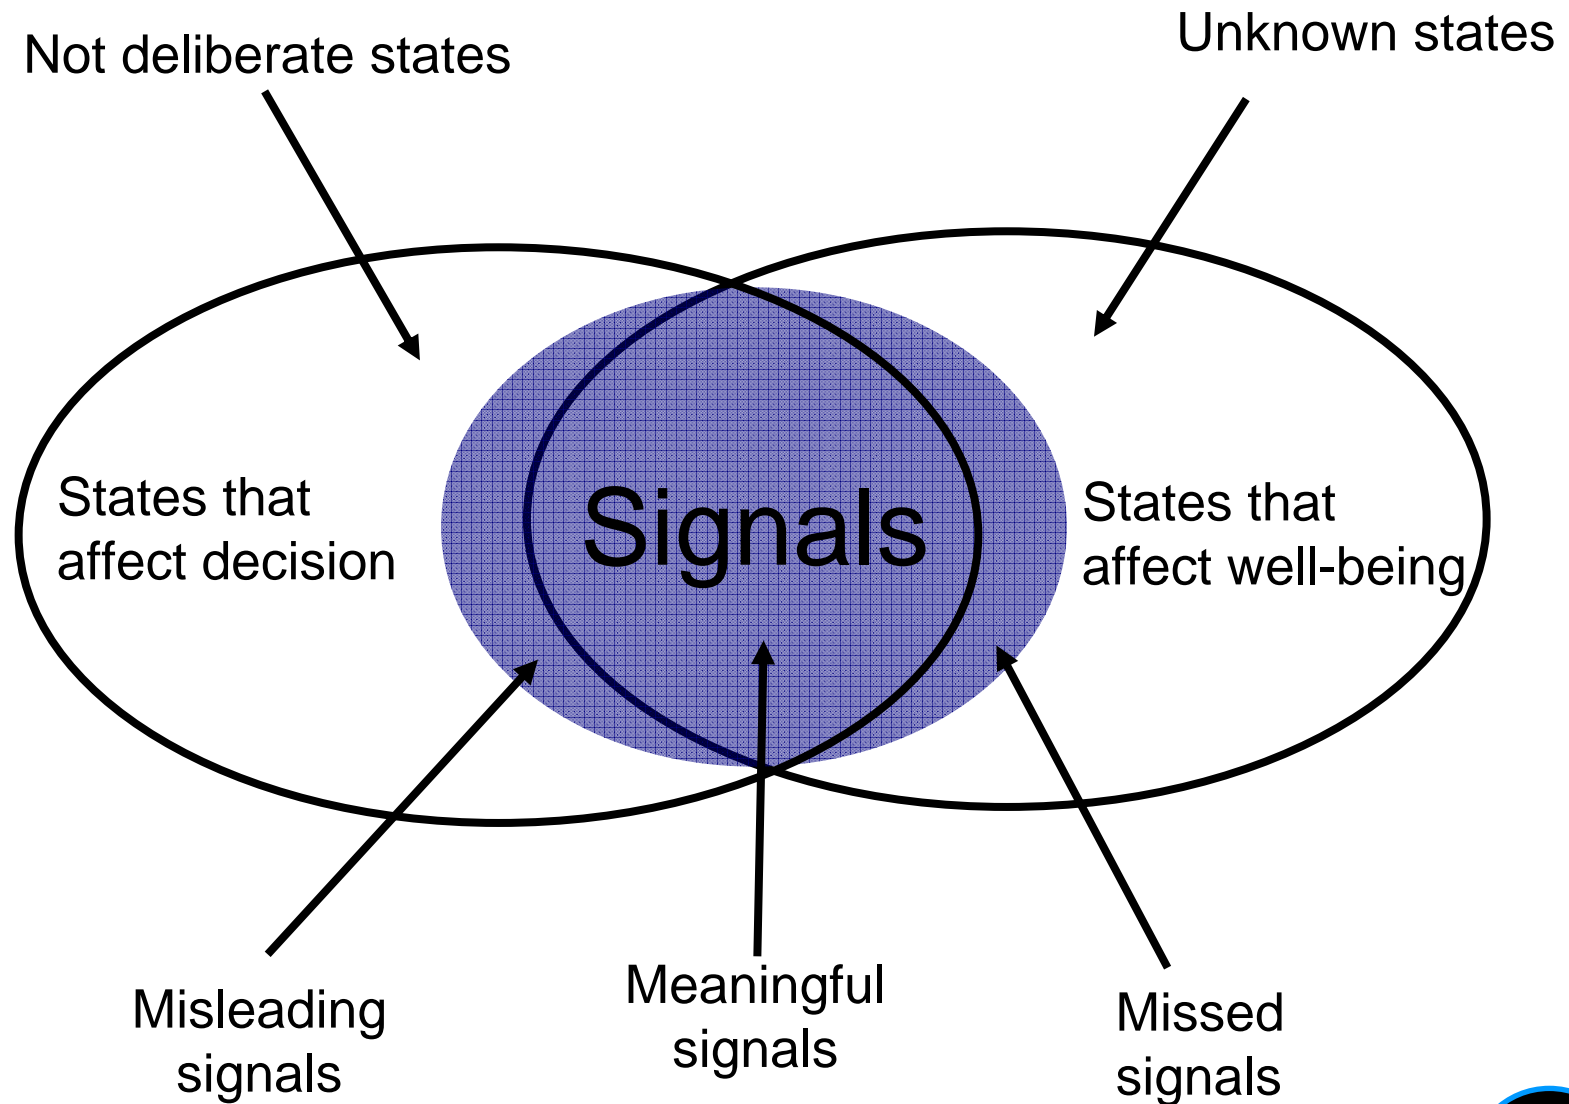 Not deliberate states
Unknown states
States that
affect decision
Signals
States that
affect well-being
Misleading
signals
Meaningful
signals
Missed
signals